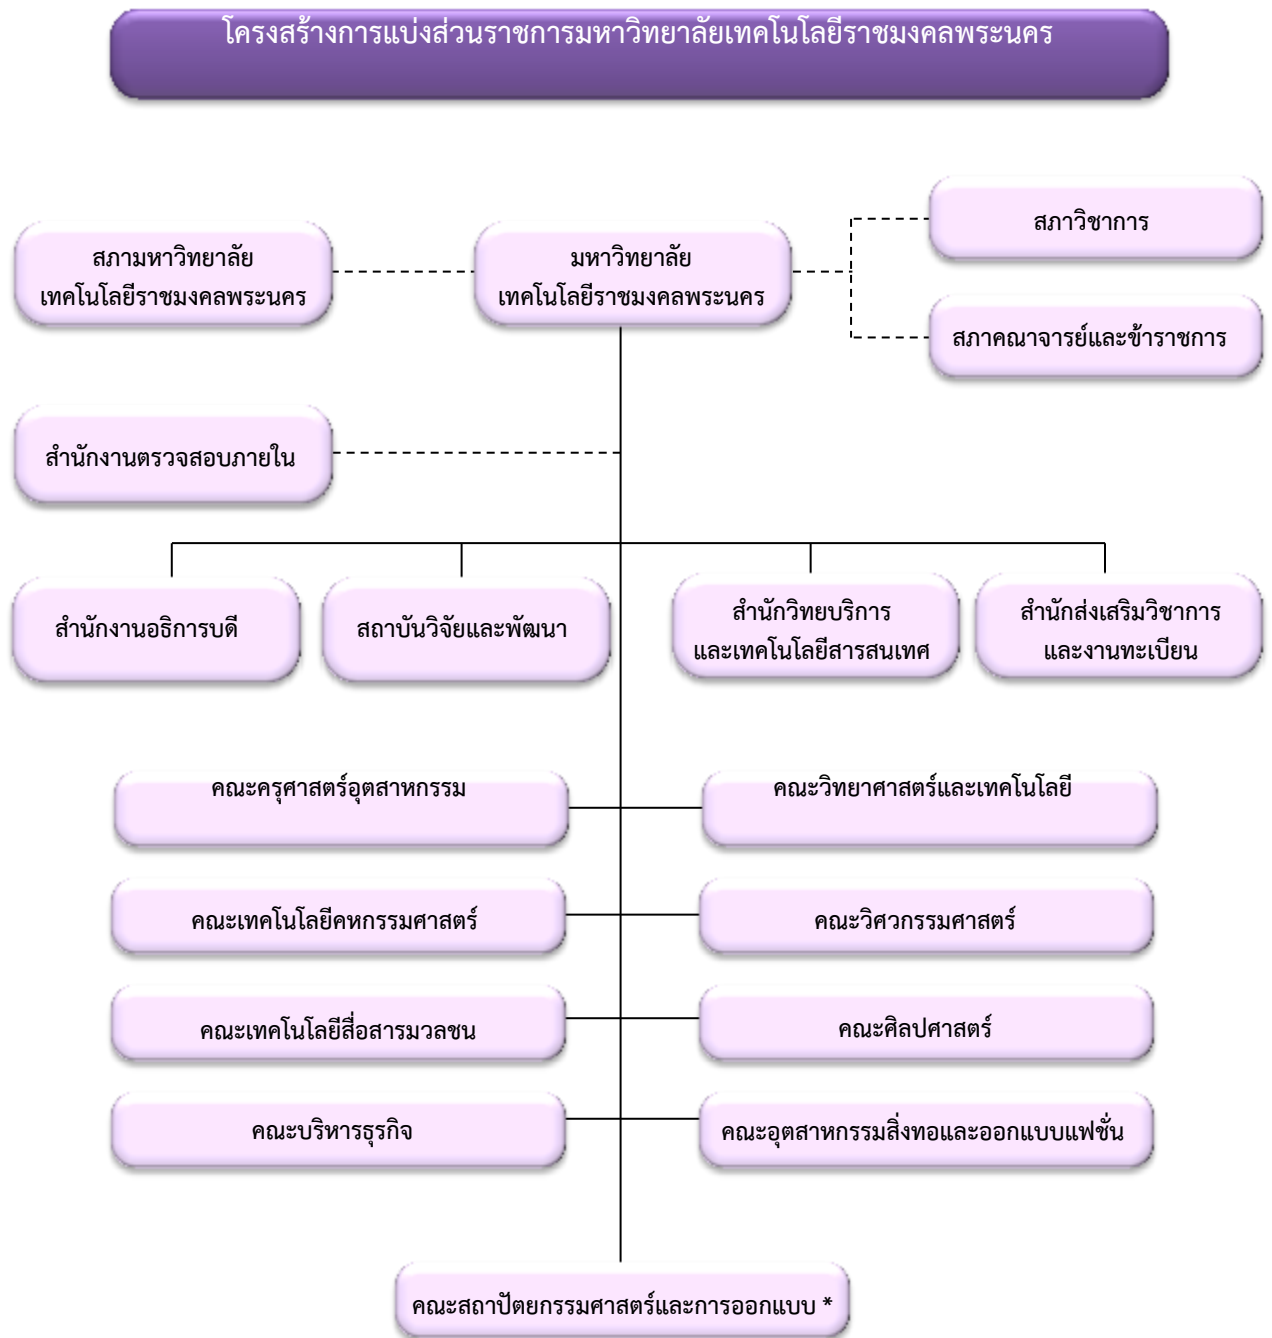 โครงสร้างการแบ่งส่วนราชการมหาวิทยาลัยเทคโนโลยีราชมงคลพระนคร
สภาวิชาการ
สภามหาวิทยาลัย
เทคโนโลยีราชมงคลพระนคร
มหาวิทยาลัย
เทคโนโลยีราชมงคลพระนคร
สภาคณาจารย์และข้าราชการ
สำนักงานตรวจสอบภายใน
สำนักงานอธิการบดี
สถาบันวิจัยและพัฒนา
สำนักวิทยบริการ
และเทคโนโลยีสารสนเทศ
สำนักส่งเสริมวิชาการ
และงานทะเบียน
คณะครุศาสตร์อุตสาหกรรม
คณะวิทยาศาสตร์และเทคโนโลยี
คณะเทคโนโลยีคหกรรมศาสตร์
คณะวิศวกรรมศาสตร์
คณะเทคโนโลยีสื่อสารมวลชน
คณะศิลปศาสตร์
คณะบริหารธุรกิจ
คณะอุตสาหกรรมสิ่งทอและออกแบบแฟชั่น
คณะสถาปัตยกรรมศาสตร์และการออกแบบ *